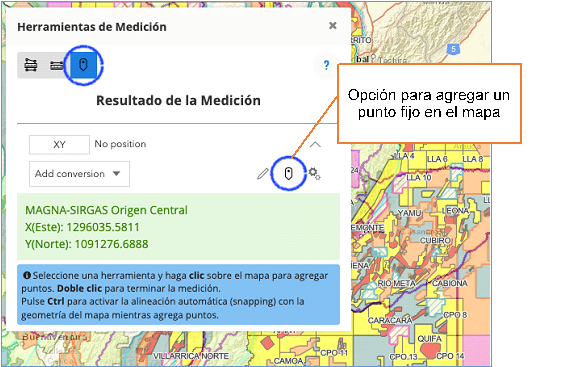 Herramientas de Medición
?
Resultado de la Medición
XY No position
Add conversion
MAGNA-SIRGAS Origen Central
X(Este): 1296035.5811
Y(Norte): 1091276.6888
Seleccione una herramienta y haga clic sobre el mapa para agregar
puntos. Doble clic para terminar la medición.
Pulse Ctrl para activar la alineación automática (snapping) con la
geometría del mapa mientras agrega puntos.
Opción para agregar un
punto fijo en el mapa
5
LLA 4
LLA 6
LLA 8
LLA 10
YAMU
LEONA
CUBIRO
RIO META
CABIONA
CARACARA
CPO 8
QUIFA
CPO 11
CPO 13
CPO 14
CAMOA
VILLARRICA NORTE
Buenaventura